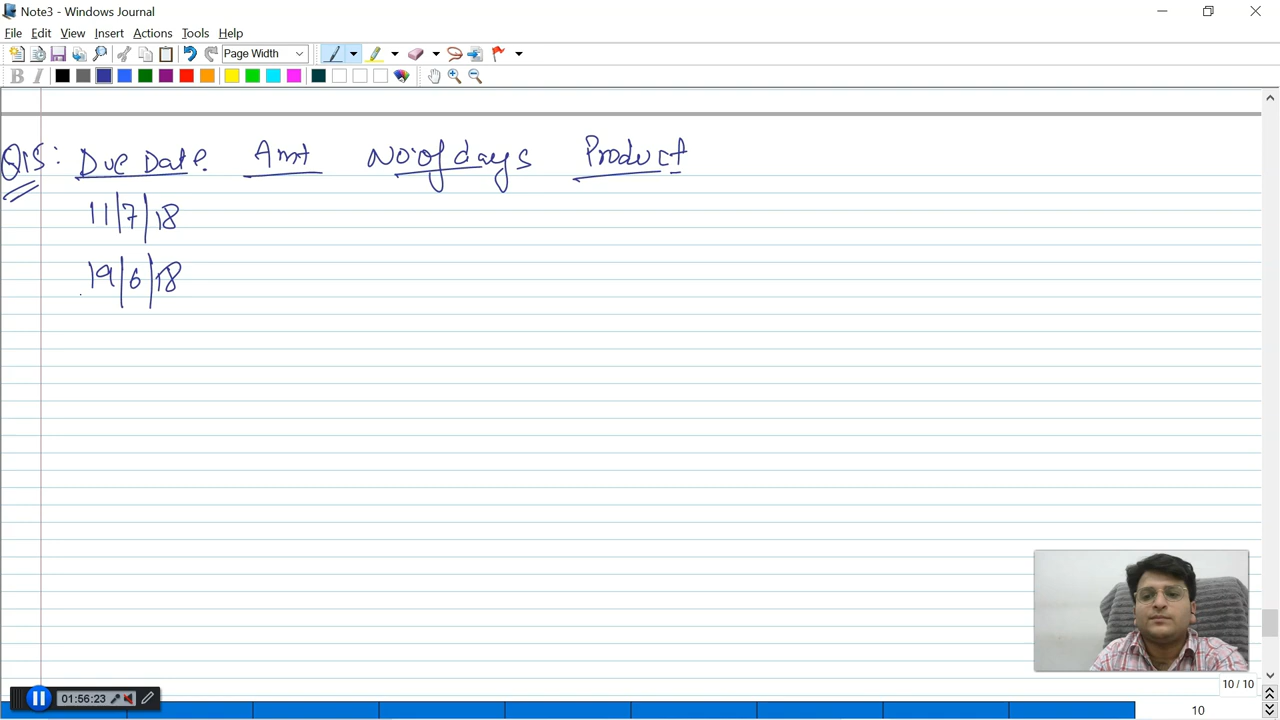 Note3 - Windows Journal
File Edit View Insert Actions Tools Help
Page Width
B I
Q15: Due Date Amt No. of days Product
11/7/18
19/6/18
01:56:23
10 / 10
10